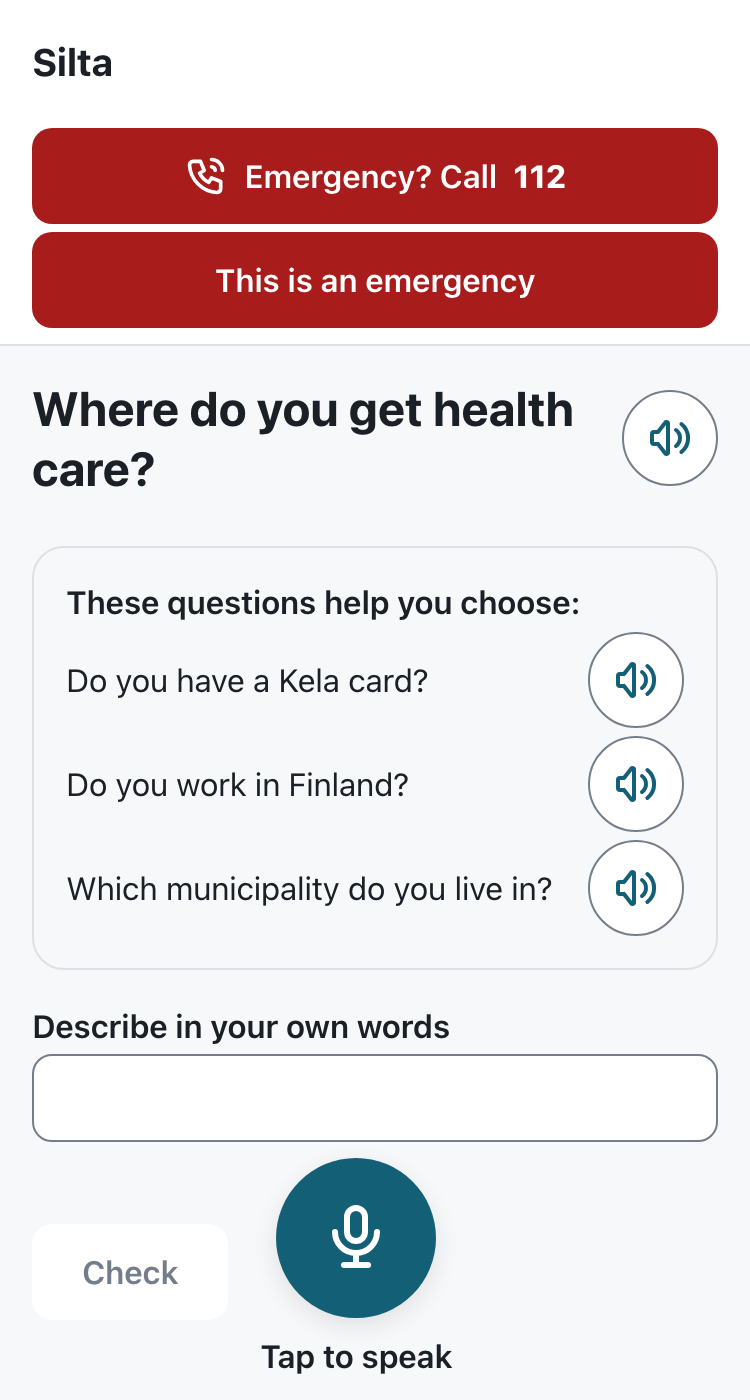 Silta
Emergency? Call 112
This is an emergency
Where do you get health
care?
These questions help you choose:
Do you have a Kela card?
Do you work in Finland?
Which municipality do you live in?
Describe in your own words
Check
Tap to speak